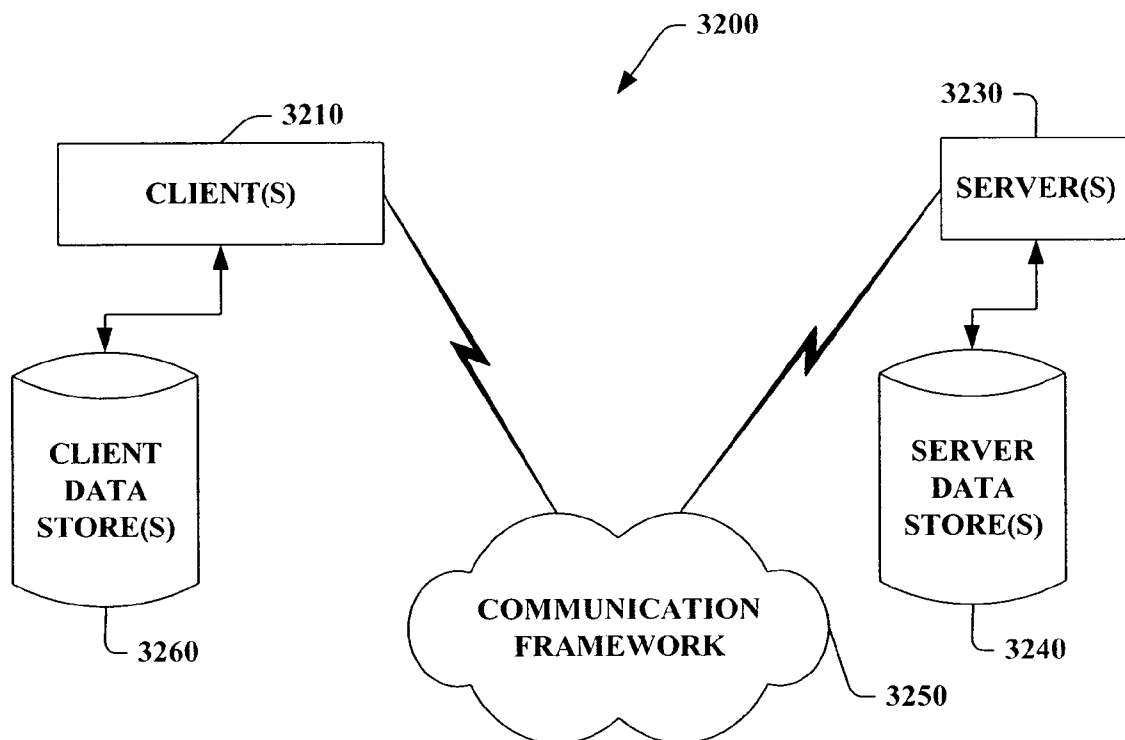 3200
3210
3230
CLIENT(S)
SERVER(S)
CLIENT
DATA
STORE(S)
SERVER
DATA
STORE(S)
COMMUNICATION
FRAMEWORK
3260
3240
3250